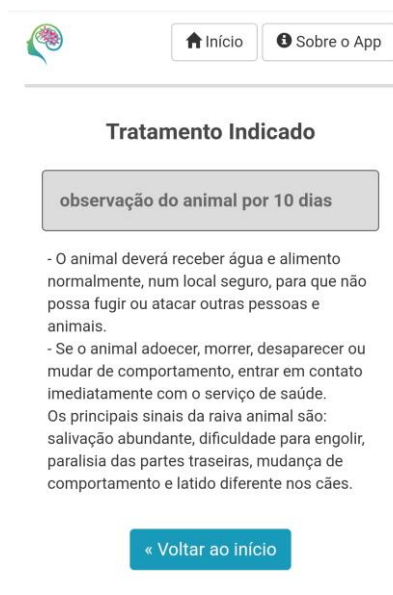 Início
Sobre o App
Tratamento Indicado
observação do animal por 10 dias
- O animal deverá receber água e alimento
normalmente, num local seguro, para que não
possa fugir ou atacar outras pessoas e
animais.
- Se o animal adoecer, morrer, desaparecer ou
mudar de comportamento, entrar em contato
imediatamente com o serviço de saúde.
Os principais sinais da raiva animal são:
salivação abundante, dificuldade para engolir,
paralisia das partes traseiras, mudança de
comportamento e latido diferente nos cães.
« Voltar ao início